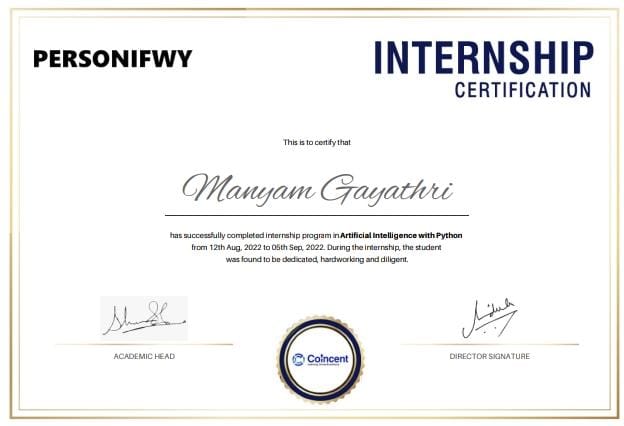 PERSONIFWY
INTERNSHIP
CERTIFICATION
This is to certify that
Manyam Gayathri
has successfully completed internship program in Artificial Intelligence with Python
from 12th Aug, 2022 to 05th Sep, 2022. During the internship, the student
was found to be dedicated, hardworking and diligent.
ACADEMIC HEAD
Coincent
DIRECTOR SIGNATURE